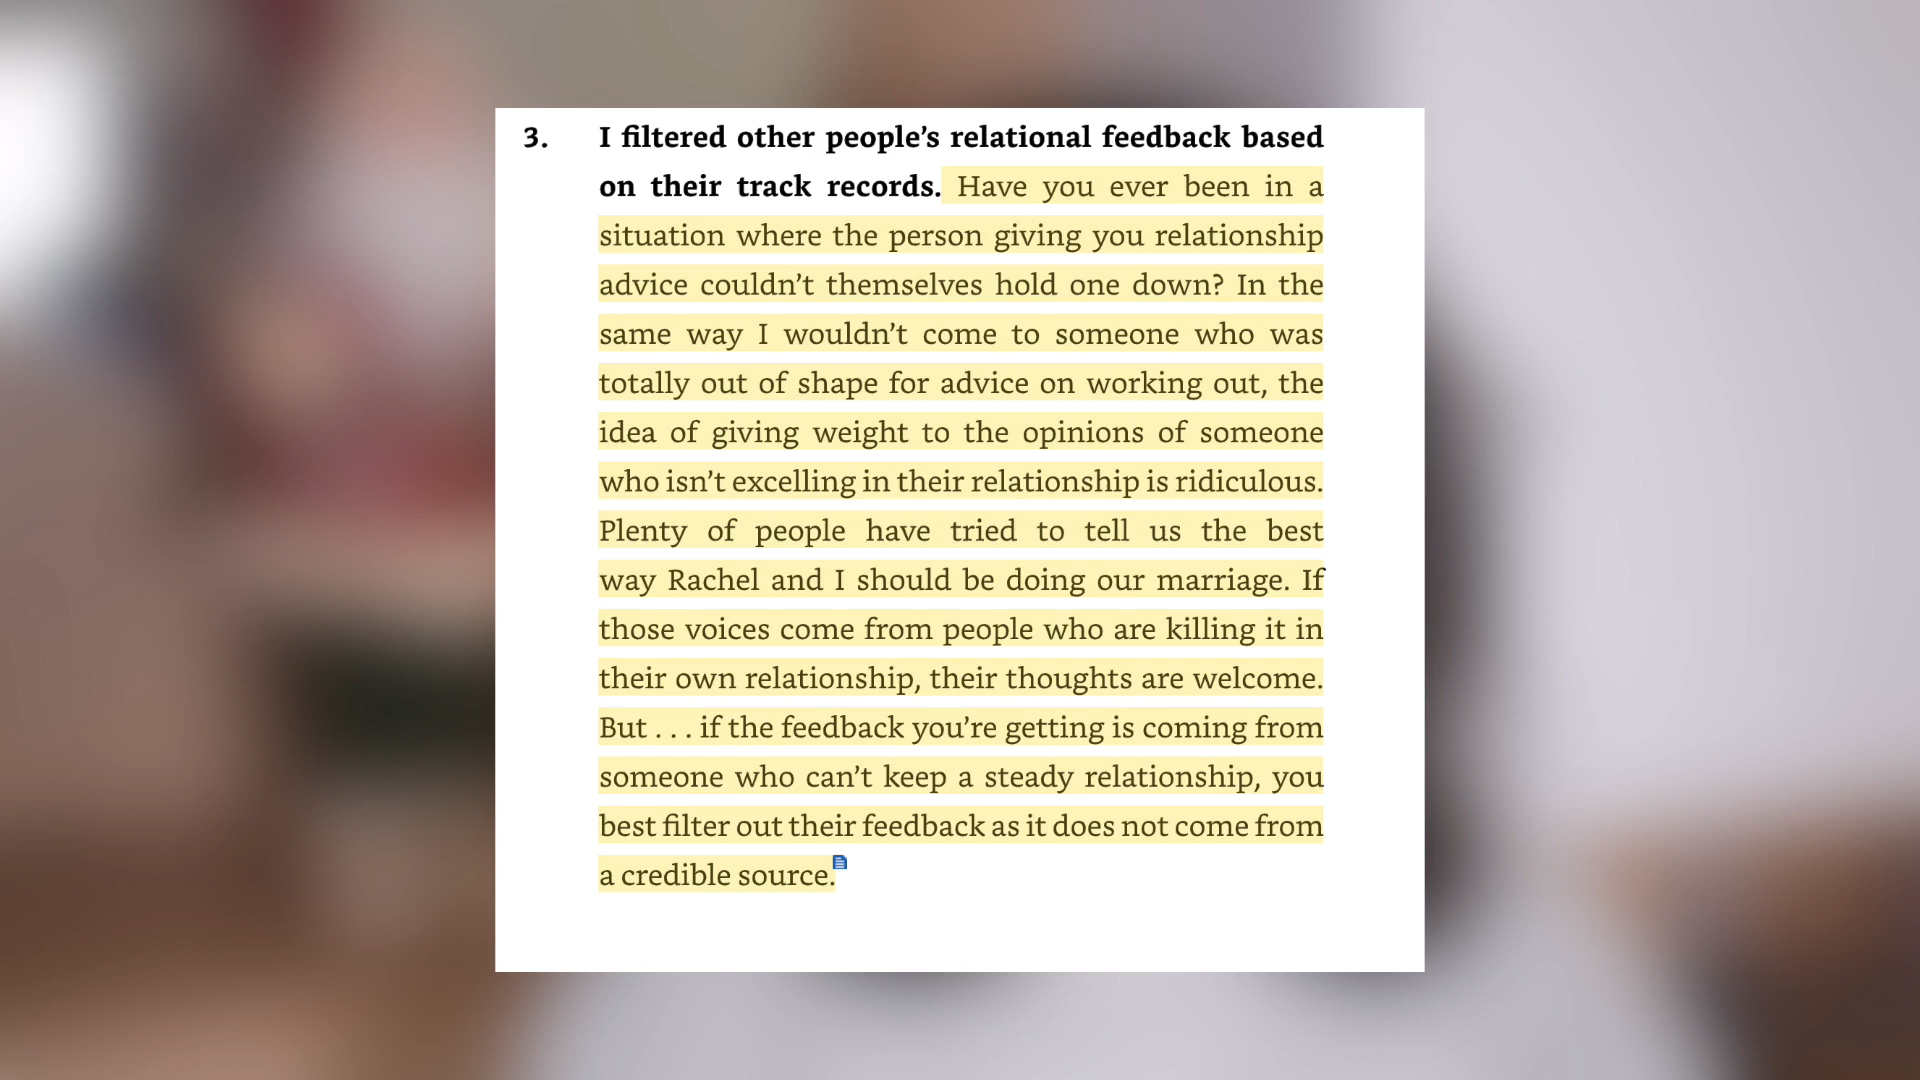 3. I filtered other people’s relational feedback based
on their track records. Have you ever been in a
situation where the person giving you relationship
advice couldn’t themselves hold one down? In the
same way I wouldn’t come to someone who was
totally out of shape for advice on working out, the
idea of giving weight to the opinions of someone
who isn’t excelling in their relationship is ridiculous.
Plenty of people have tried to tell us the best
way Rachel and I should be doing our marriage. If
those voices come from people who are killing it in
their own relationship, their thoughts are welcome.
But . . . if the feedback you’re getting is coming from
someone who can’t keep a steady relationship, you
best filter out their feedback as it does not come from
a credible source.